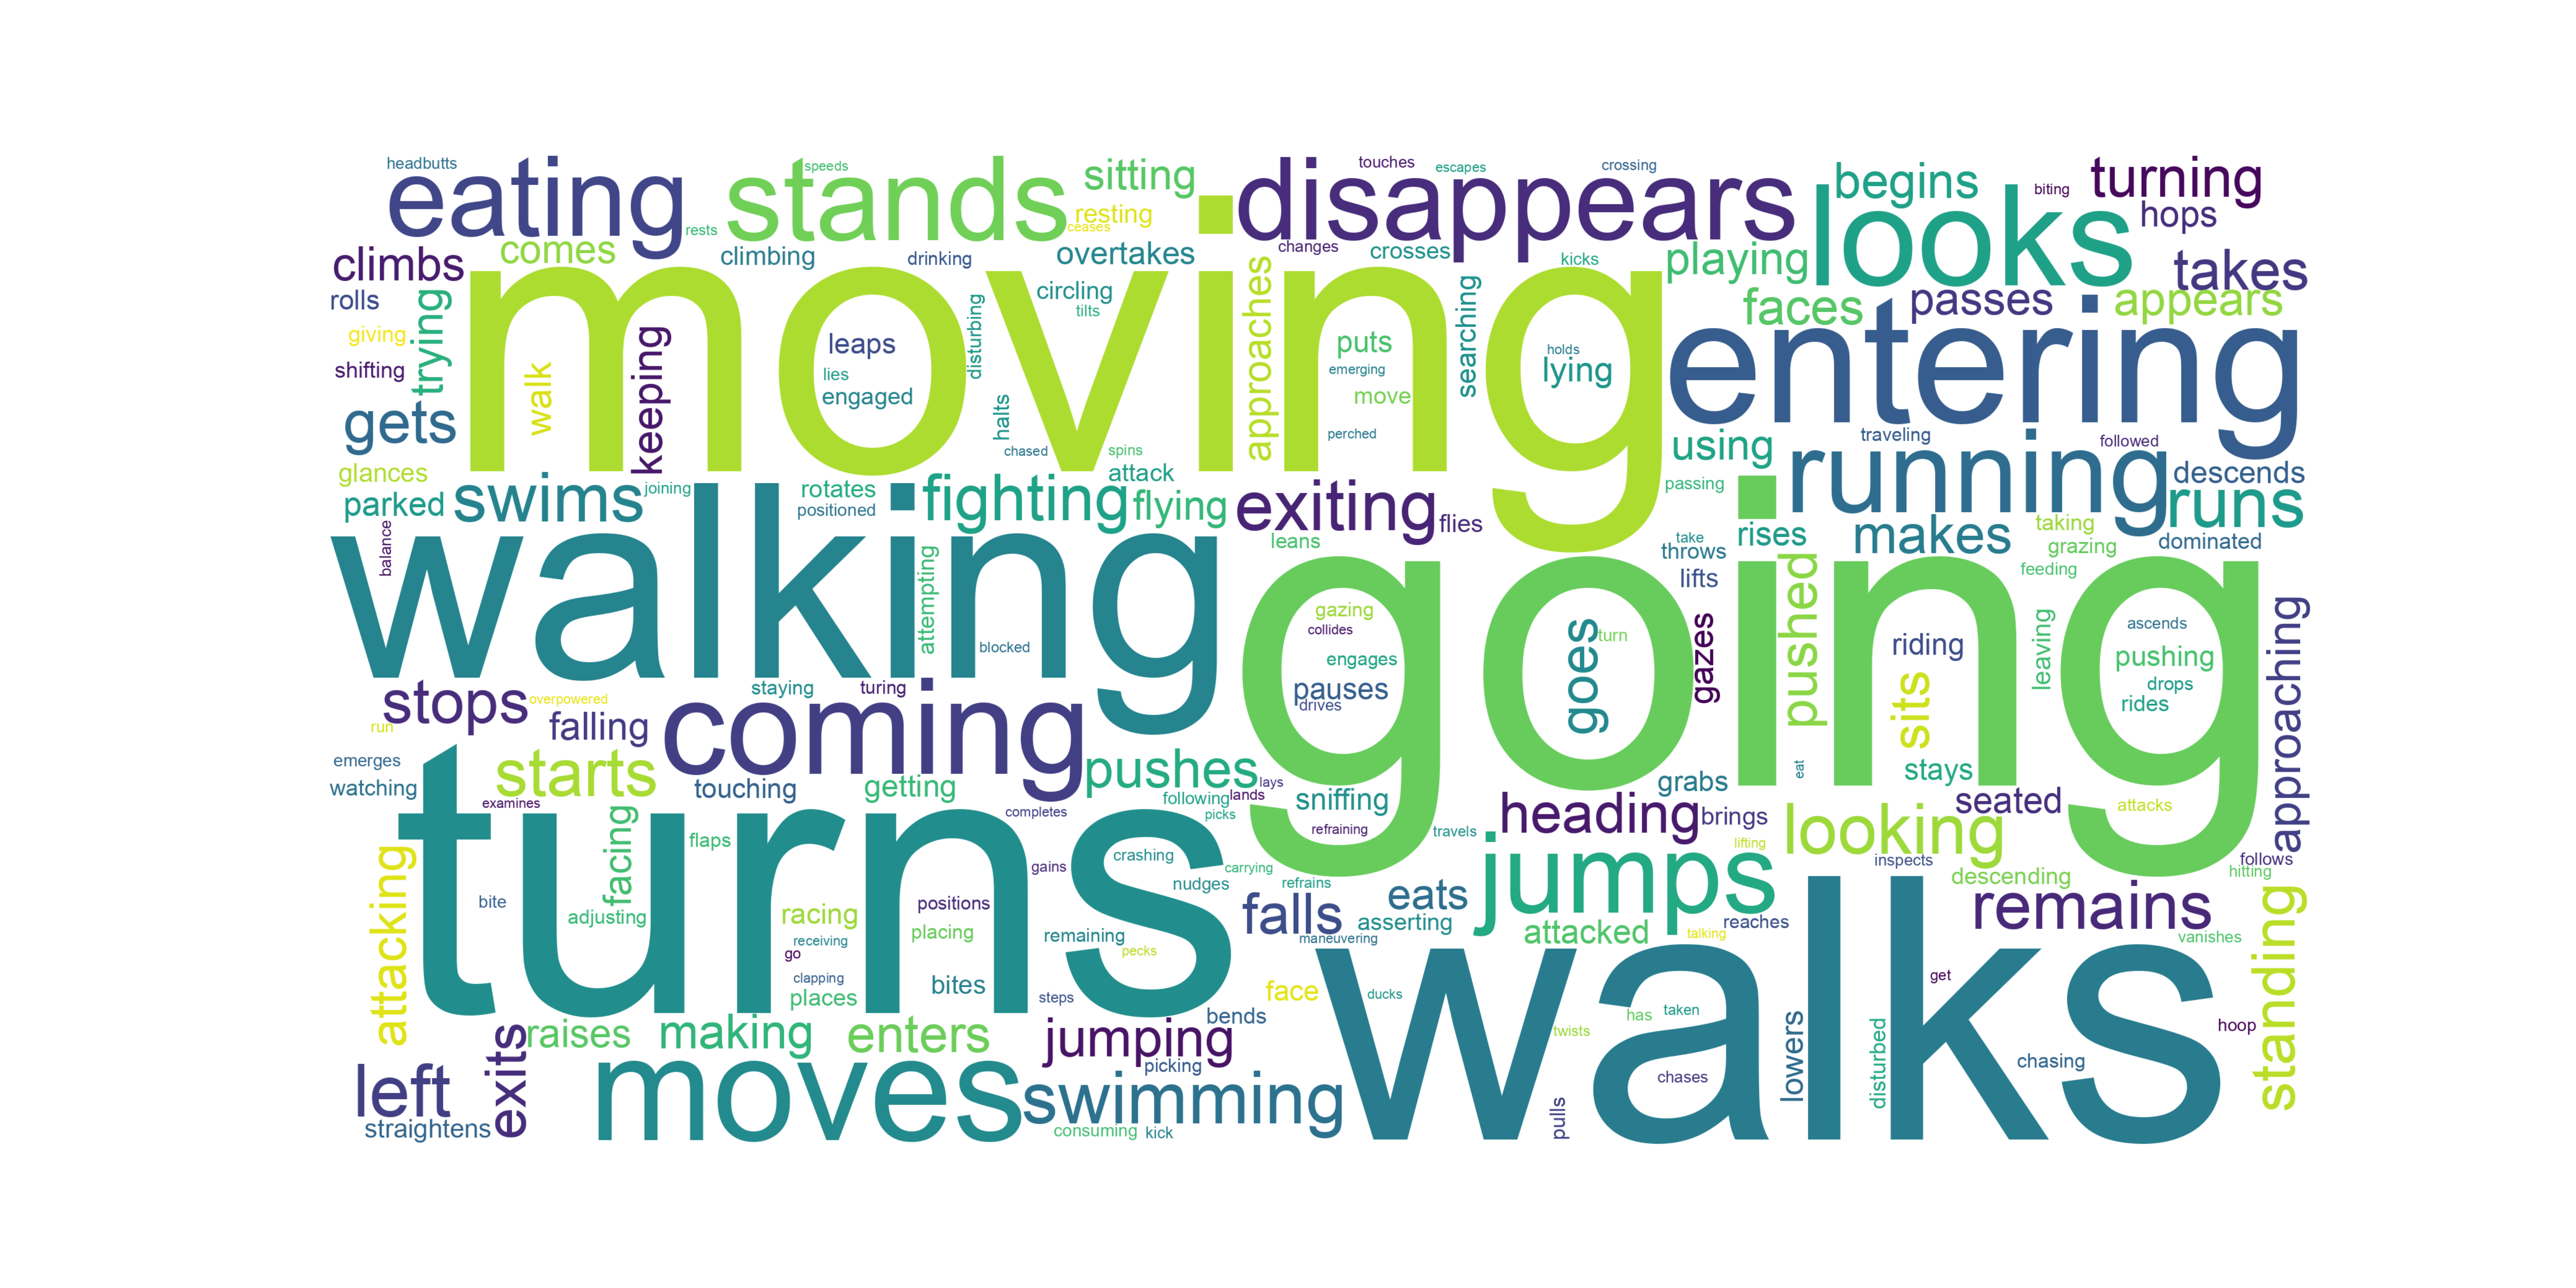 headbutts
speeds
touches
escapes
crossing
eating
stands
sitting
disappears
begins
biting
turning
looks
hops
resting
ceases
rests
comes
climbing
drinking
overtakes
changes
crosses
kicks
playing
climbs
takes
rolls
trying
moving
circling
tilts
approaches
searching
faces
passes
appears
giving
shifting
walk
keeping
leaps
lies
engaged
disturbing
puts
emerging
move
holds
lying
entering
gets
halts
chased
spins
perched
using
traveling
followed
glances
attack
running
descends
parked
swims
joining
rotates
positioned
fighting
flying
exiting
flies
passing
runs
balance
walking
leans
take
throws
rises
makes
taking
grazing
dominated
attempting
blocked
lifts
feeding
going
gazing
collides
engages
pauses
drives
goes
turn
gazes
pushed
riding
sits
leaving
ascends
pushing
drops
rides
approaching
stops
overpowered
staying
turing
run
falling
coming
emerges
watching
starts
touching
getting
pushes
lays
grabs
eat
stays
examines
completes
following
lands
picks
sniffing
refraining
travels
heading
brings
seated
attacks
turns
facing
flaps
gains
crashing
nudges
carrying
refrains
jumps
lifting
looking
inspects
follows
descending
hitting
attacking
bite
adjusting
racing
positions
receiving
placing
remaining
pecks
falls
eats
asserting
maneuvering
attacked
talking
reaches
remains
vanishes
standing
go
clapping
places
bites
steps
face
ducks
walks
get
raises
making
enters
jumping
bends
twists
has
taken
lowers
disturbed
hoop
exits
left
moves
picking
swimming
chases
chasing
straightens
consuming
kick
pulls